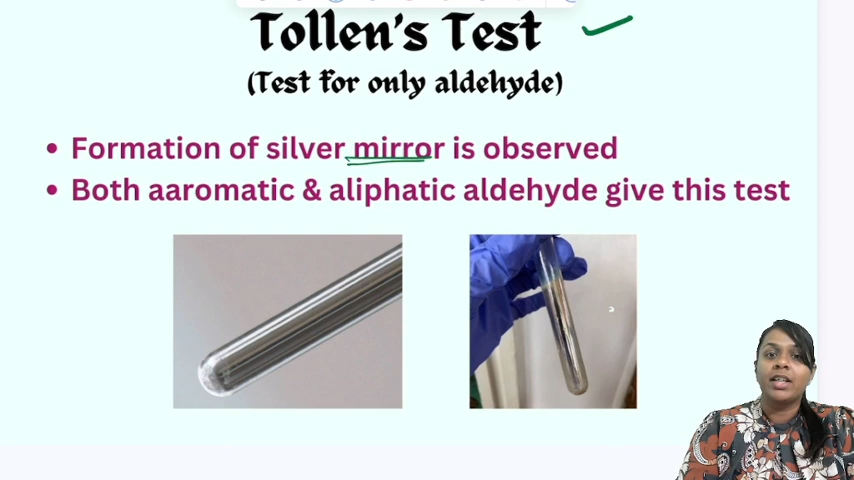 Tollen's Test
(Test for only aldehyde)
• Formation of silver mirror is observed
• Both aaromatic & aliphatic aldehyde give this test